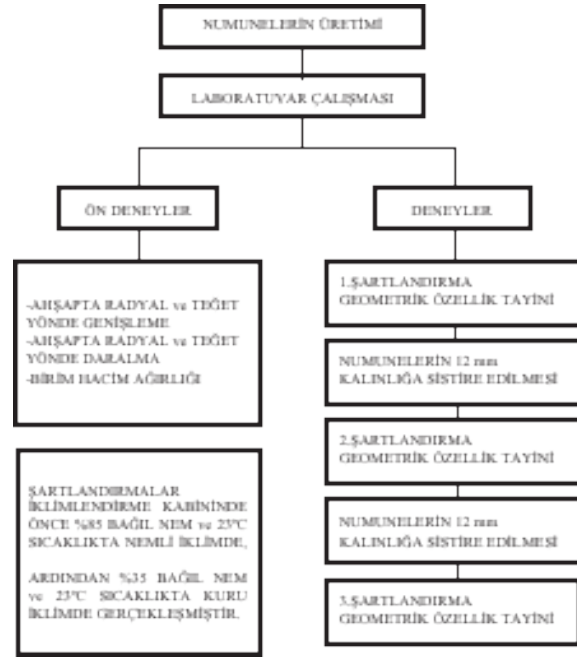 NUMUNELERİN ÜRETİMİ
LABORATUVAR ÇALIŞMASI
ÖN DENEYLER
-AHŞAPTA RADYAL ve TEĞET
YÖNDE GENİŞLEME
-AHŞAPTA RADYAL ve TEĞET
YÖNDE DARALMA
-BİRİM HACİM AĞIRLIĞI
ŞARTLANDIRMALAR
İKLİMLENDİRME KABİNİNDE
ÖNCE %85 BAĞIL NEM ve 23ºC
SICAKLIKTA NEMLİ İKLİMDE,
ARDINDAN %35 BAĞIL NEM
ve 23ºC SICAKLIKTA KURU
İKLİMDE GERÇEKLEŞMİŞTİR.
DENEYLER
1.ŞARTLANDIRMA
GEOMETRİK ÖZELLİK TAYİNİ
NUMUNELERİN 12 mm
KALINLIĞA SİSTİRE EDİLMESİ
2.ŞARTLANDIRMA
GEOMETRİK ÖZELLİK TAYİNİ
NUMUNELERİN 12 mm
KALINLIĞA SİSTİRE EDİLMESİ
3.ŞARTLANDIRMA
GEOMETRİK ÖZELLİK TAYİNİ